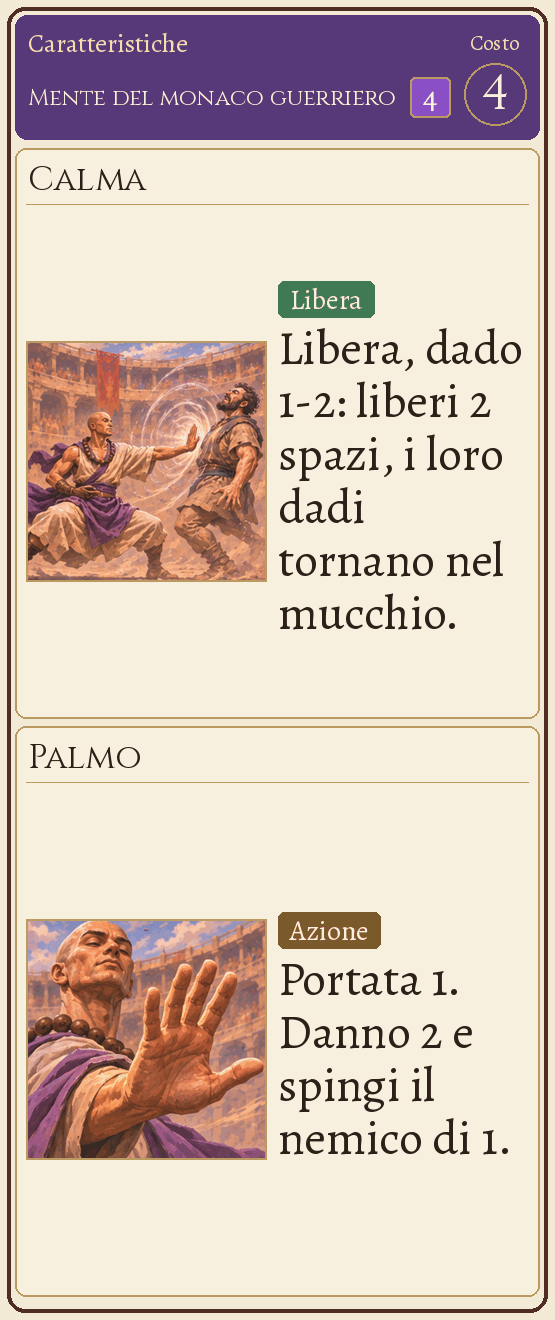 Caratteristiche
Costo
Mente del monaco guerriero 4 4
Calma
Libera
Libera, dado
1-2: liberi 2
spazi, i loro
dadi
tornano nel
mucchio.
Palmo
Azione
Portata 1.
Danno 2 e
spingi il
nemico di 1.